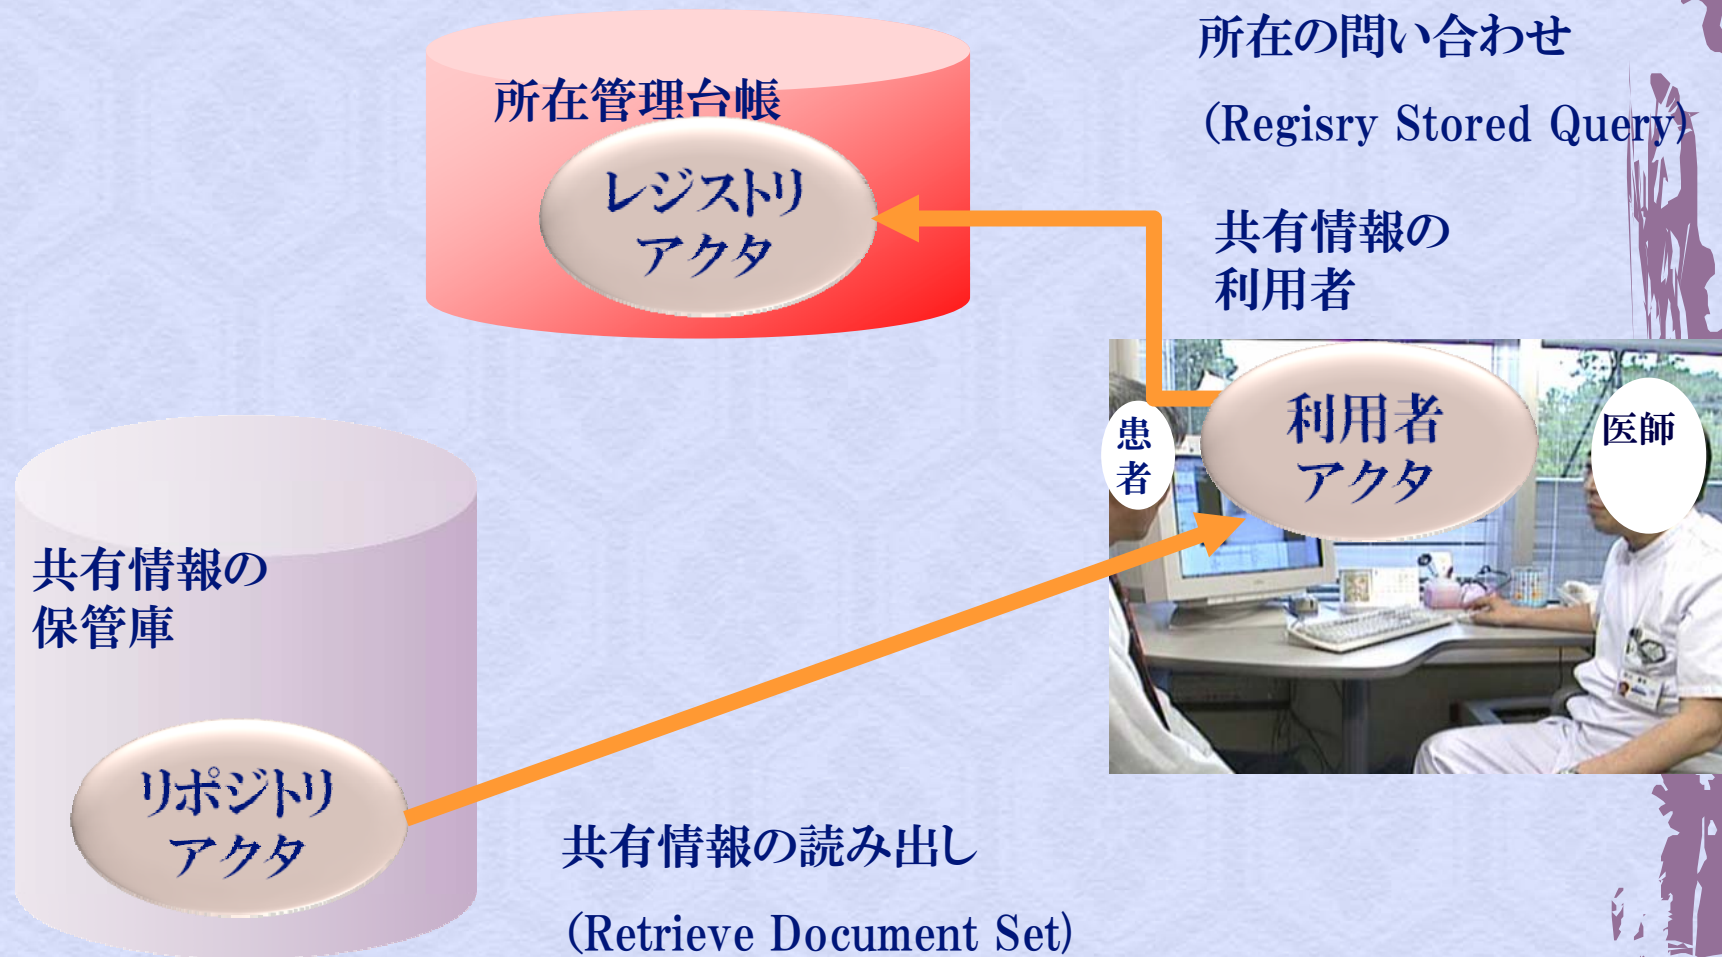 所在の問い合わせ
(Regisry Stored Query)
所在管理台帳
レジストリ
アクタ
共有情報の
利用者
利用者
アクタ
患
者
医師
共有情報の
保管庫
リポジトリ
アクタ
共有情報の読み出し
(Retrieve Document Set)